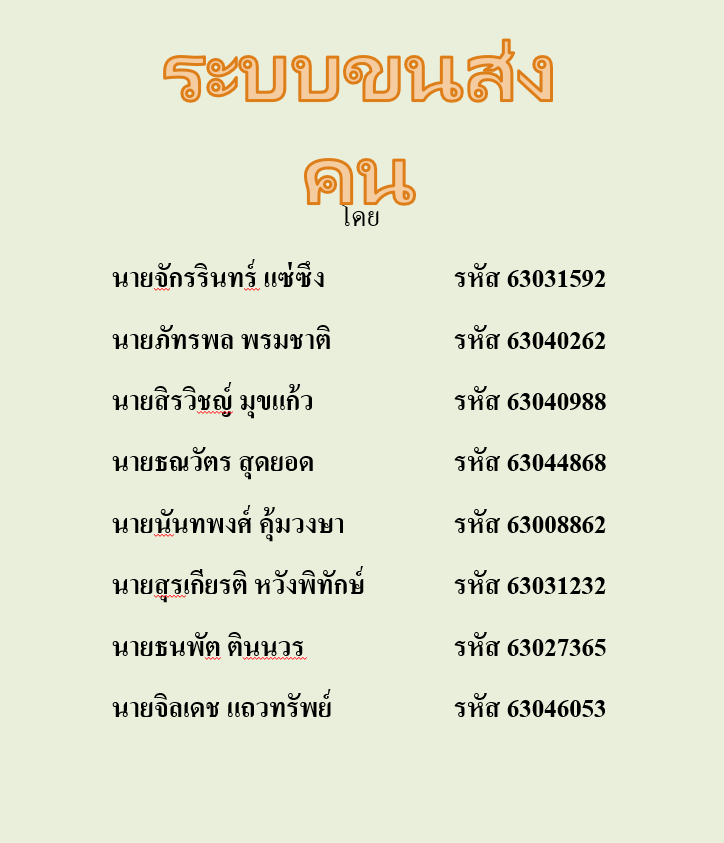 ระบบขนส่ง
คน
โดย
นายจักรรินทร์ แซ่ซึง รหัส 63031592
นายภัทรพล พรมชาติ รหัส 63040262
นายสิรวิชญ์ มุขแก้ว รหัส 63040988
นายธณวัตร สุดยอด รหัส 63044868
นายนันทพงศ์ คุ้มวงษา รหัส 63008862
นายสุรเกียรติ หวังพิทักษ์ รหัส 63031232
นายธนพัต ตินนวร รหัส 63027365
นายจิลเดช แถวทรัพย์ รหัส 63046053